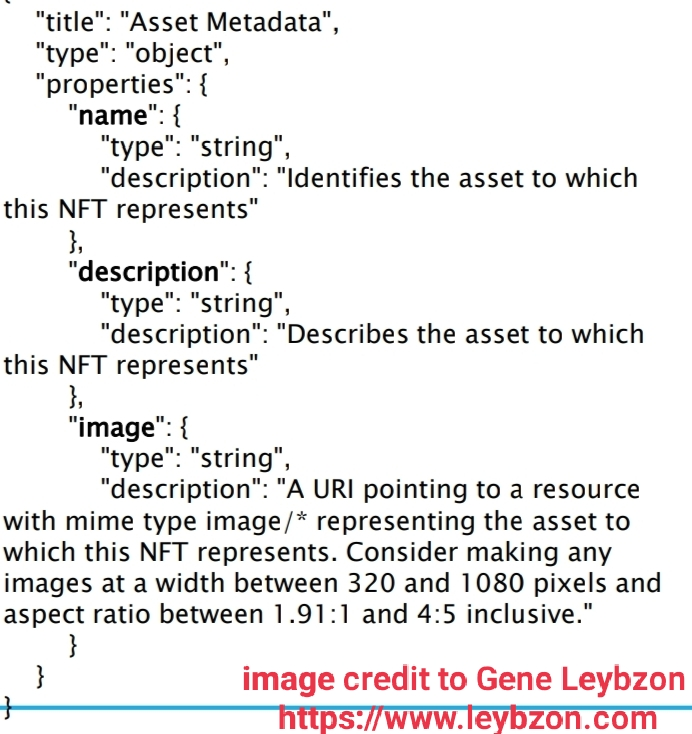 {
"title": "Asset Metadata",
"type": "object",
"properties": {
"name": {
"type": "string",
"description": "Identifies the asset to which
this NFT represents"
},
"description": {
"type": "string",
"description": "Describes the asset to which
this NFT represents"
},
"image": {
"type": "string",
"description": "A URI pointing to a resource
with mime type image/* representing the asset to
which this NFT represents. Consider making any
images at a width between 320 and 1080 pixels and
aspect ratio between 1.91:1 and 4:5 inclusive."
}
}
}
image credit to Gene Leybzon
https://www.leybzon.com